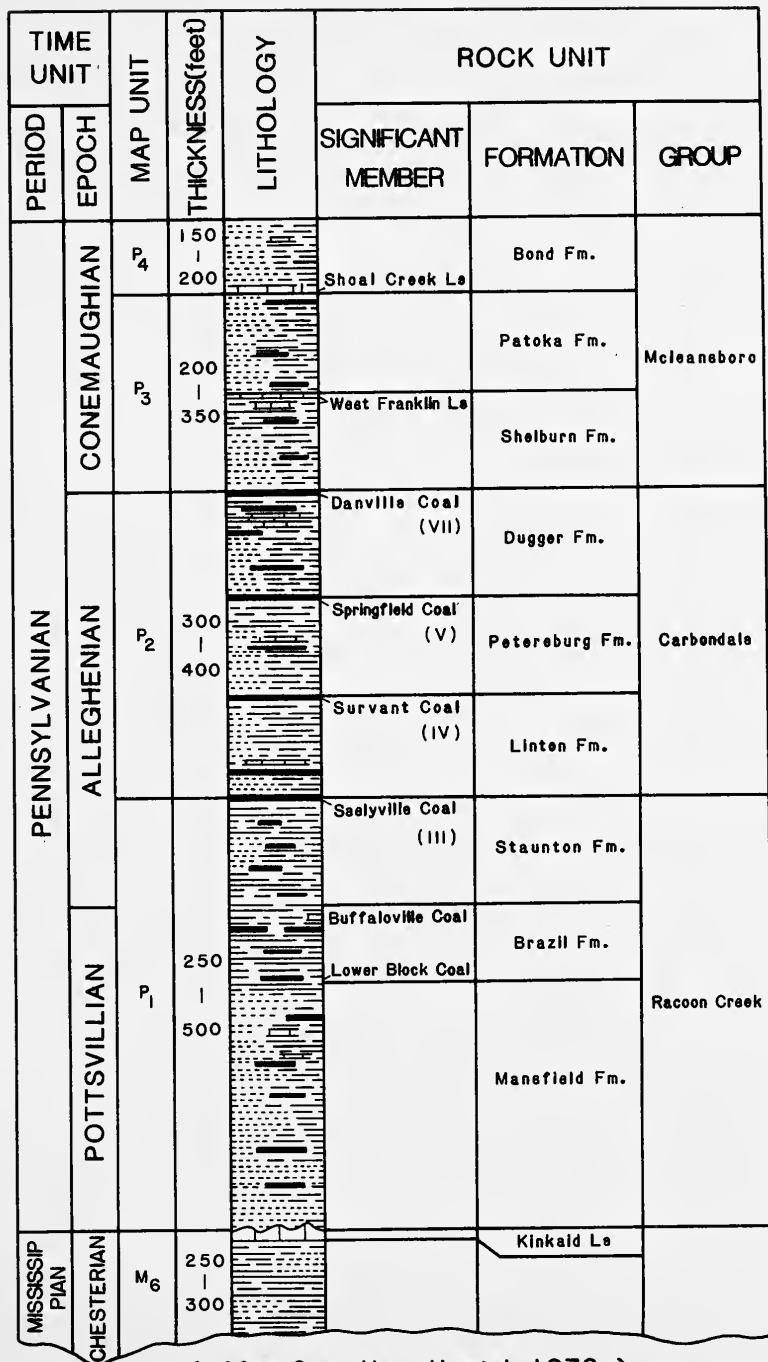 TIME
UNIT
MAP UNIT
THICKNESS(feet)
LITHOLOGY
ROCK UNIT
PERIOD
EPOCH
SIGNIFICANT
MEMBER
FORMATION
GROUP
PENNSYLVANIAN
CONEMAUGHIAN
P4
150
–
200
Shoal Creek Ls
Bond Fm.
Mcleansboro
P3
200
–
350
Patoka Fm.
West Franklin Ls
Shelburn Fm.
ALLEGHENIAN
P2
300
–
400
Danville Coal
(VII)
Dugger Fm.
Carbondale
Springfield Coal
(V)
Petersburg Fm.
Survant Coal
(IV)
Linton Fm.
Seelyville Coal
(III)
Staunton Fm.
Racoon Creek
POTTSVILLIAN
P1
250
–
500
Buffaloville Coal
Brazil Fm.
Lower Block Coal
Mansfield Fm.
MISSISSIP
PIAN
CHESTERIAN
M6
250
–
300
Kinkaid Ls